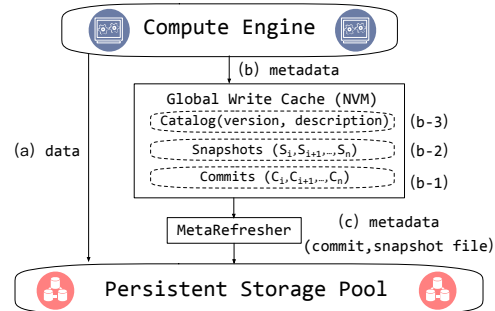 Compute Engine
(b) metadata
Global Write Cache (NVM)
Catalog(version, description)
(b-3)
(a) data
Snapshots (Si,Si+1,…,Sn)
(b-2)
Commits (Ci,Ci+1,…,Cn)
(b-1)
MetaRefresher
(c) metadata
(commit,snapshot file)
Persistent Storage Pool